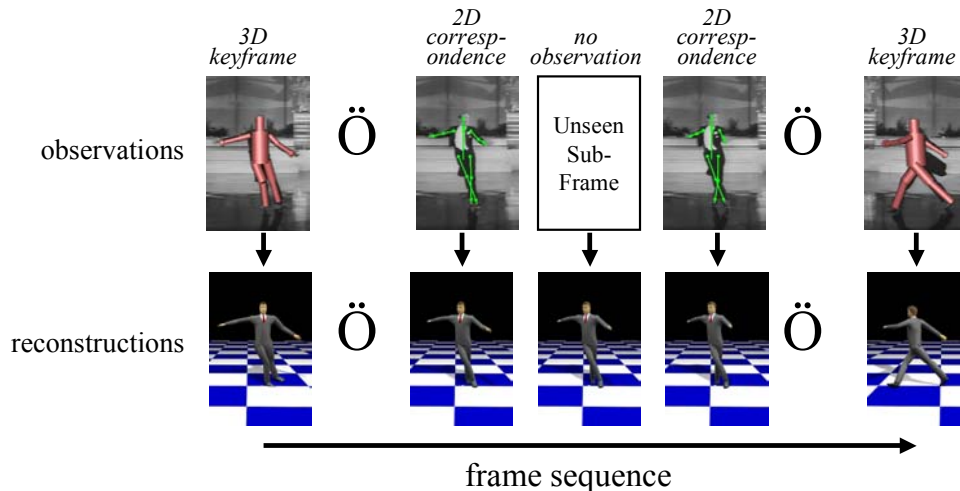 3D
keyframe
2D
corresp-
ondence
no
observation
2D
corresp-
ondence
3D
keyframe
observations
Ö
Unseen
Sub-
Frame
Ö
reconstructions
Ö
Ö
frame sequence